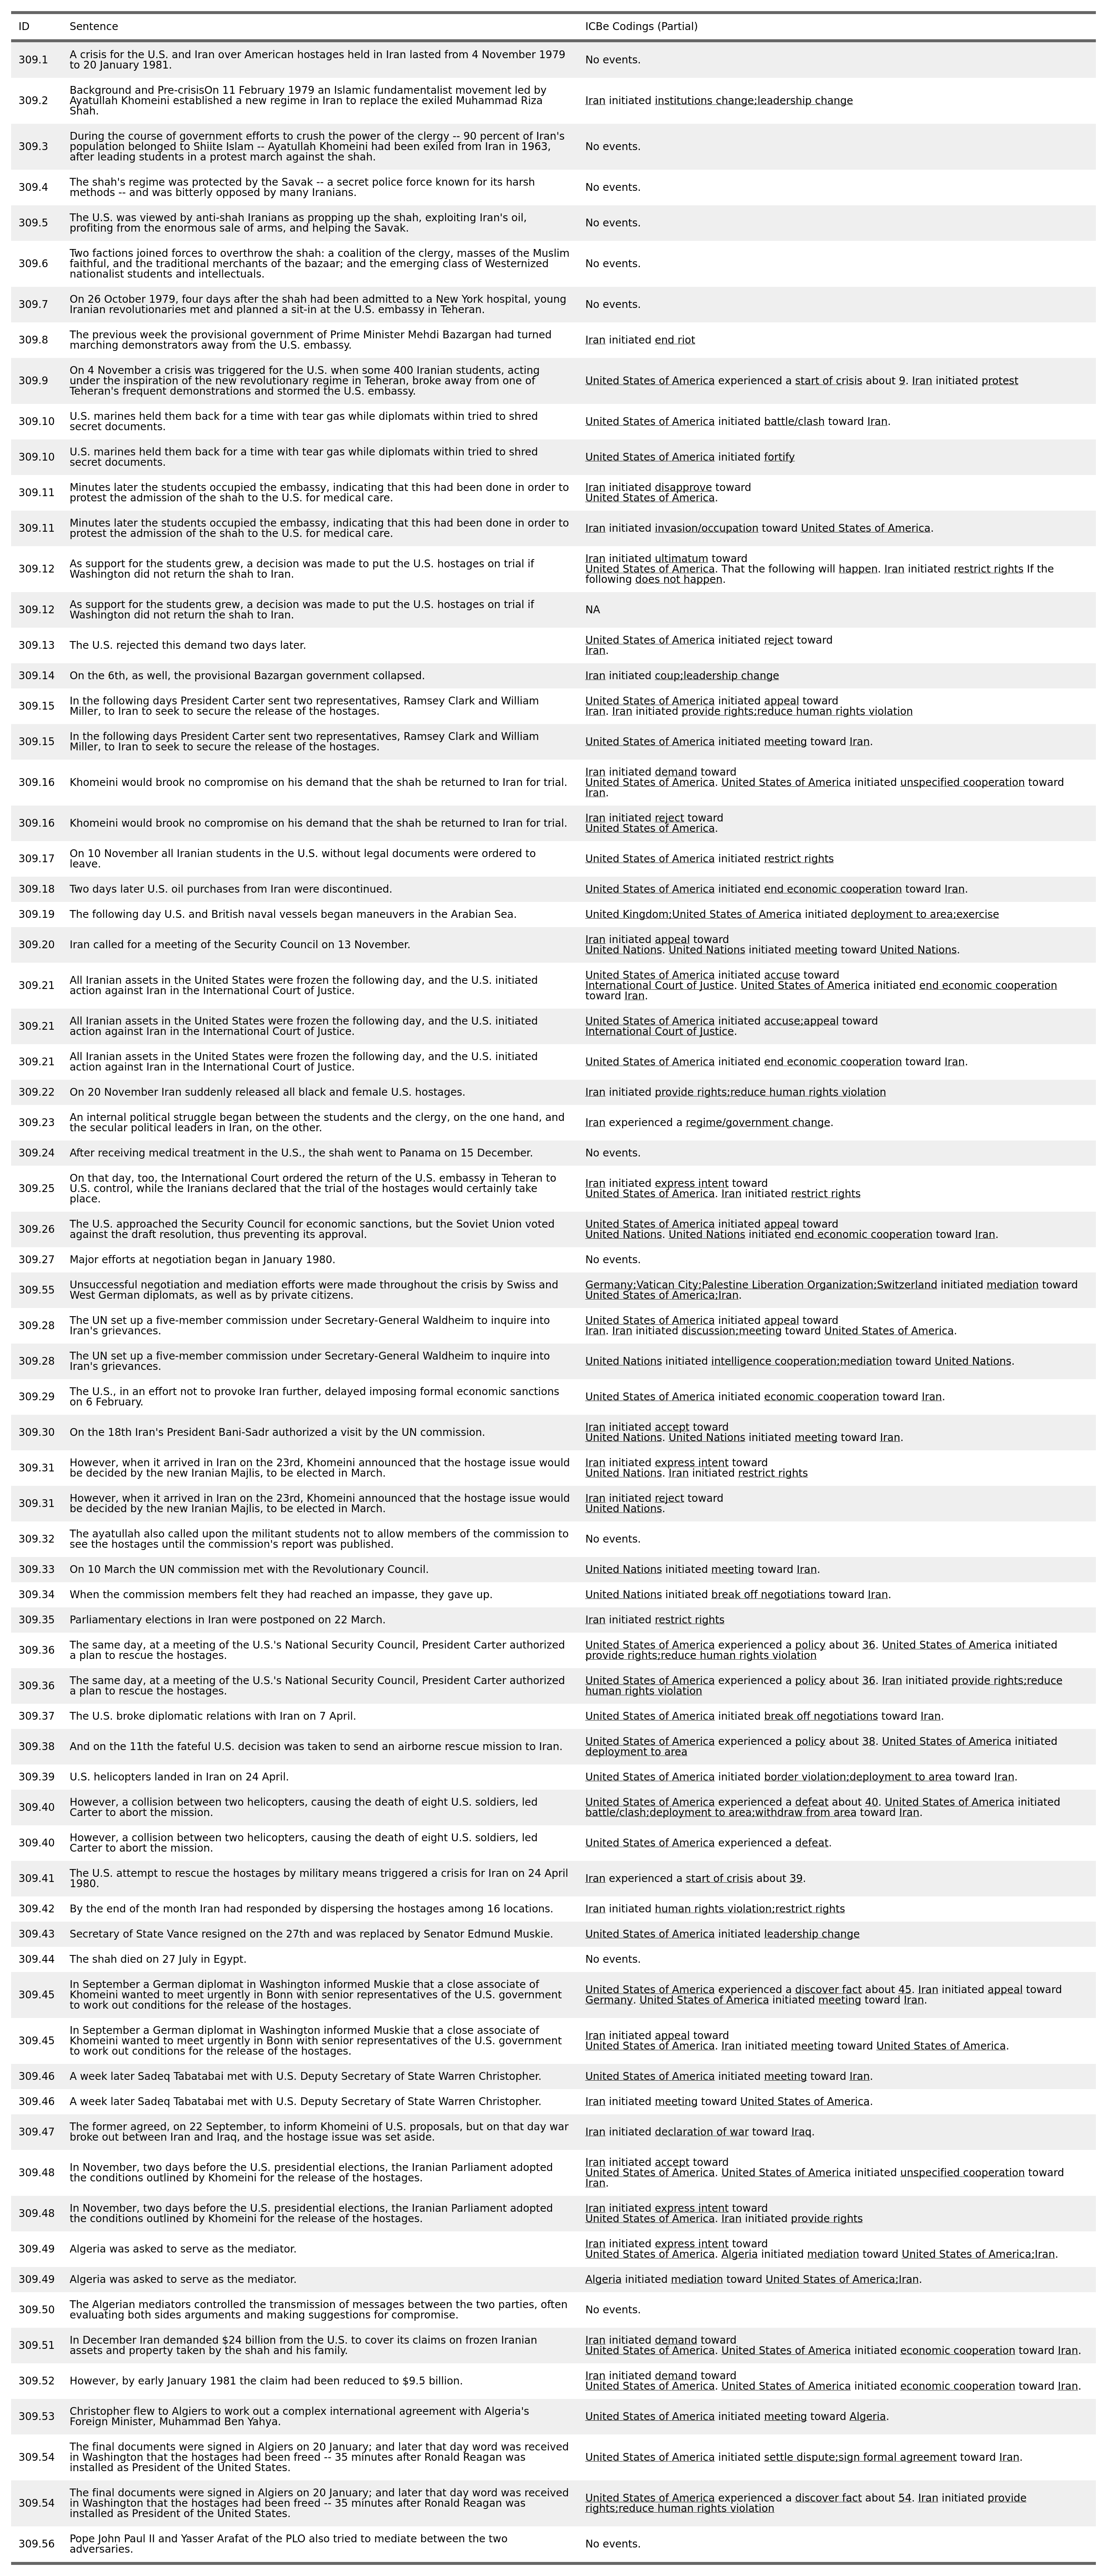 ID Sentence ICBe Codings (Partial)
309.1 A crisis for the U.S. and Iran over American hostages held in Iran lasted from 4 November 1979
to 20 January 1981. No events.
309.2 Background and Pre-crisisOn 11 February 1979 an Islamic fundamentalist movement led by
Ayatullah Khomeini established a new regime in Iran to replace the exiled Muhammad Riza
Shah. Iran initiated institutions change;leadership change
309.3 During the course of government efforts to crush the power of the clergy -- 90 percent of Iran's
population belonged to Shiite Islam -- Ayatullah Khomeini had been exiled from Iran in 1963,
after leading students in a protest march against the shah. No events.
309.4 The shah's regime was protected by the Savak -- a secret police force known for its harsh
methods -- and was bitterly opposed by many Iranians. No events.
309.5 The U.S. was viewed by anti-shah Iranians as propping up the shah, exploiting Iran's oil,
profiting from the enormous sale of arms, and helping the Savak. No events.
309.6 Two factions joined forces to overthrow the shah: a coalition of the clergy, masses of the Muslim
faithful, and the traditional merchants of the bazaar; and the emerging class of Westernized
nationalist students and intellectuals. No events.
309.7 On 26 October 1979, four days after the shah had been admitted to a New York hospital, young
Iranian revolutionaries met and planned a sit-in at the U.S. embassy in Teheran. No events.
309.8 The previous week the provisional government of Prime Minister Mehdi Bazargan had turned
marching demonstrators away from the U.S. embassy. Iran initiated end riot
309.9 On 4 November a crisis was triggered for the U.S. when some 400 Iranian students, acting
under the inspiration of the new revolutionary regime in Teheran, broke away from one of
Teheran's frequent demonstrations and stormed the U.S. embassy. United States of America experienced a start of crisis about 9. Iran initiated protest
309.10 U.S. marines held them back for a time with tear gas while diplomats within tried to shred
secret documents. United States of America initiated battle/clash toward Iran.
309.10 U.S. marines held them back for a time with tear gas while diplomats within tried to shred
secret documents. United States of America initiated fortify
309.11 Minutes later the students occupied the embassy, indicating that this had been done in order to
protest the admission of the shah to the U.S. for medical care. Iran initiated disapprove toward
United States of America.
309.11 Minutes later the students occupied the embassy, indicating that this had been done in order to
protest the admission of the shah to the U.S. for medical care. Iran initiated invasion/occupation toward United States of America.
309.12 As support for the students grew, a decision was made to put the U.S. hostages on trial if
Washington did not return the shah to Iran. Iran initiated ultimatum toward
United States of America. That the following will happen. Iran initiated restrict rights If the
following does not happen.
309.12 As support for the students grew, a decision was made to put the U.S. hostages on trial if
Washington did not return the shah to Iran. NA
309.13 The U.S. rejected this demand two days later. United States of America initiated reject toward
Iran.
309.14 On the 6th, as well, the provisional Bazargan government collapsed. Iran initiated coup;leadership change
309.15 In the following days President Carter sent two representatives, Ramsey Clark and William
Miller, to Iran to seek to secure the release of the hostages. United States of America initiated appeal toward
Iran. Iran initiated provide rights;reduce human rights violation
309.15 In the following days President Carter sent two representatives, Ramsey Clark and William
Miller, to Iran to seek to secure the release of the hostages. United States of America initiated meeting toward Iran.
309.16 Khomeini would brook no compromise on his demand that the shah be returned to Iran for trial. Iran initiated demand toward
United States of America. United States of America initiated unspecified cooperation toward
Iran.
309.16 Khomeini would brook no compromise on his demand that the shah be returned to Iran for trial. Iran initiated reject toward
United States of America.
309.17 On 10 November all Iranian students in the U.S. without legal documents were ordered to
leave. United States of America initiated restrict rights
309.18 Two days later U.S. oil purchases from Iran were discontinued. United States of America initiated end economic cooperation toward Iran.
309.19 The following day U.S. and British naval vessels began maneuvers in the Arabian Sea. United Kingdom;United States of America initiated deployment to area;exercise
309.20 Iran called for a meeting of the Security Council on 13 November. Iran initiated appeal toward
United Nations. United Nations initiated meeting toward United Nations.
309.21 All Iranian assets in the United States were frozen the following day, and the U.S. initiated
action against Iran in the International Court of Justice. United States of America initiated accuse toward
International Court of Justice. United States of America initiated end economic cooperation
toward Iran.
309.21 All Iranian assets in the United States were frozen the following day, and the U.S. initiated
action against Iran in the International Court of Justice. United States of America initiated accuse;appeal toward
International Court of Justice.
309.21 All Iranian assets in the United States were frozen the following day, and the U.S. initiated
action against Iran in the International Court of Justice. United States of America initiated end economic cooperation toward Iran.
309.22 On 20 November Iran suddenly released all black and female U.S. hostages. Iran initiated provide rights;reduce human rights violation
309.23 An internal political struggle began between the students and the clergy, on the one hand, and
the secular political leaders in Iran, on the other. Iran experienced a regime/government change.
309.24 After receiving medical treatment in the U.S., the shah went to Panama on 15 December. No events.
309.25 On that day, too, the International Court ordered the return of the U.S. embassy in Teheran to
U.S. control, while the Iranians declared that the trial of the hostages would certainly take
place. Iran initiated express intent toward
United States of America. Iran initiated restrict rights
309.26 The U.S. approached the Security Council for economic sanctions, but the Soviet Union voted
against the draft resolution, thus preventing its approval. United States of America initiated appeal toward
United Nations. United Nations initiated end economic cooperation toward Iran.
309.27 Major efforts at negotiation began in January 1980. No events.
309.55 Unsuccessful negotiation and mediation efforts were made throughout the crisis by Swiss and
West German diplomats, as well as by private citizens. Germany;Vatican City;Palestine Liberation Organization;Switzerland initiated mediation toward
United States of America;Iran.
309.28 The UN set up a five-member commission under Secretary-General Waldheim to inquire into
Iran's grievances. United States of America initiated appeal toward
Iran. Iran initiated discussion;meeting toward United States of America.
309.28 The UN set up a five-member commission under Secretary-General Waldheim to inquire into
Iran's grievances. United Nations initiated intelligence cooperation;mediation toward United Nations.
309.29 The U.S., in an effort not to provoke Iran further, delayed imposing formal economic sanctions
on 6 February. United States of America initiated economic cooperation toward Iran.
309.30 On the 18th Iran's President Bani-Sadr authorized a visit by the UN commission. Iran initiated accept toward
United Nations. United Nations initiated meeting toward Iran.
309.31 However, when it arrived in Iran on the 23rd, Khomeini announced that the hostage issue would
be decided by the new Iranian Majlis, to be elected in March. Iran initiated express intent toward
United Nations. Iran initiated restrict rights
309.31 However, when it arrived in Iran on the 23rd, Khomeini announced that the hostage issue would
be decided by the new Iranian Majlis, to be elected in March. Iran initiated reject toward
United Nations.
309.32 The ayatullah also called upon the militant students not to allow members of the commission to
see the hostages until the commission's report was published. No events.
309.33 On 10 March the UN commission met with the Revolutionary Council. United Nations initiated meeting toward Iran.
309.34 When the commission members felt they had reached an impasse, they gave up. United Nations initiated break off negotiations toward Iran.
309.35 Parliamentary elections in Iran were postponed on 22 March. Iran initiated restrict rights
309.36 The same day, at a meeting of the U.S.'s National Security Council, President Carter authorized
a plan to rescue the hostages. United States of America experienced a policy about 36. United States of America initiated
provide rights;reduce human rights violation
309.36 The same day, at a meeting of the U.S.'s National Security Council, President Carter authorized
a plan to rescue the hostages. United States of America experienced a policy about 36. Iran initiated provide rights;reduce
human rights violation
309.37 The U.S. broke diplomatic relations with Iran on 7 April. United States of America initiated break off negotiations toward Iran.
309.38 And on the 11th the fateful U.S. decision was taken to send an airborne rescue mission to Iran. United States of America experienced a policy about 38. United States of America initiated
deployment to area
309.39 U.S. helicopters landed in Iran on 24 April. United States of America initiated border violation;deployment to area toward Iran.
309.40 However, a collision between two helicopters, causing the death of eight U.S. soldiers, led
Carter to abort the mission. United States of America experienced a defeat about 40. United States of America initiated
battle/clash;deployment to area;withdraw from area toward Iran.
309.40 However, a collision between two helicopters, causing the death of eight U.S. soldiers, led
Carter to abort the mission. United States of America experienced a defeat.
309.41 The U.S. attempt to rescue the hostages by military means triggered a crisis for Iran on 24 April
1980. Iran experienced a start of crisis about 39.
309.42 By the end of the month Iran had responded by dispersing the hostages among 16 locations. Iran initiated human rights violation;restrict rights
309.43 Secretary of State Vance resigned on the 27th and was replaced by Senator Edmund Muskie. United States of America initiated leadership change
309.44 The shah died on 27 July in Egypt. No events.
309.45 In September a German diplomat in Washington informed Muskie that a close associate of
Khomeini wanted to meet urgently in Bonn with senior representatives of the U.S. government
to work out conditions for the release of the hostages. United States of America experienced a discover fact about 45. Iran initiated appeal toward
Germany. United States of America initiated meeting toward Iran.
309.45 In September a German diplomat in Washington informed Muskie that a close associate of
Khomeini wanted to meet urgently in Bonn with senior representatives of the U.S. government
to work out conditions for the release of the hostages. Iran initiated appeal toward
United States of America. Iran initiated meeting toward United States of America.
309.46 A week later Sadeq Tabatabai met with U.S. Deputy Secretary of State Warren Christopher. United States of America initiated meeting toward Iran.
309.46 A week later Sadeq Tabatabai met with U.S. Deputy Secretary of State Warren Christopher. Iran initiated meeting toward United States of America.
309.47 The former agreed, on 22 September, to inform Khomeini of U.S. proposals, but on that day war
broke out between Iran and Iraq, and the hostage issue was set aside. Iran initiated declaration of war toward Iraq.
309.48 In November, two days before the U.S. presidential elections, the Iranian Parliament adopted
the conditions outlined by Khomeini for the release of the hostages. Iran initiated accept toward
United States of America. United States of America initiated unspecified cooperation toward
Iran.
309.48 In November, two days before the U.S. presidential elections, the Iranian Parliament adopted
the conditions outlined by Khomeini for the release of the hostages. Iran initiated express intent toward
United States of America. Iran initiated provide rights
309.49 Algeria was asked to serve as the mediator. Iran initiated express intent toward
United States of America. Algeria initiated mediation toward United States of America;Iran.
309.49 Algeria was asked to serve as the mediator. Algeria initiated mediation toward United States of America;Iran.
309.50 The Algerian mediators controlled the transmission of messages between the two parties, often
evaluating both sides arguments and making suggestions for compromise. No events.
309.51 In December Iran demanded $24 billion from the U.S. to cover its claims on frozen Iranian
assets and property taken by the shah and his family. Iran initiated demand toward
United States of America. United States of America initiated economic cooperation toward Iran.
309.52 However, by early January 1981 the claim had been reduced to $9.5 billion. Iran initiated demand toward
United States of America. United States of America initiated economic cooperation toward Iran.
309.53 Christopher flew to Algiers to work out a complex international agreement with Algeria's
Foreign Minister, Muhammad Ben Yahya. United States of America initiated meeting toward Algeria.
309.54 The final documents were signed in Algiers on 20 January; and later that day word was received
in Washington that the hostages had been freed -- 35 minutes after Ronald Reagan was
installed as President of the United States. United States of America initiated settle dispute;sign formal agreement toward Iran.
309.54 The final documents were signed in Algiers on 20 January; and later that day word was received
in Washington that the hostages had been freed -- 35 minutes after Ronald Reagan was
installed as President of the United States. United States of America experienced a discover fact about 54. Iran initiated provide
rights;reduce human rights violation
309.56 Pope John Paul II and Yasser Arafat of the PLO also tried to mediate between the two
adversaries. No events.